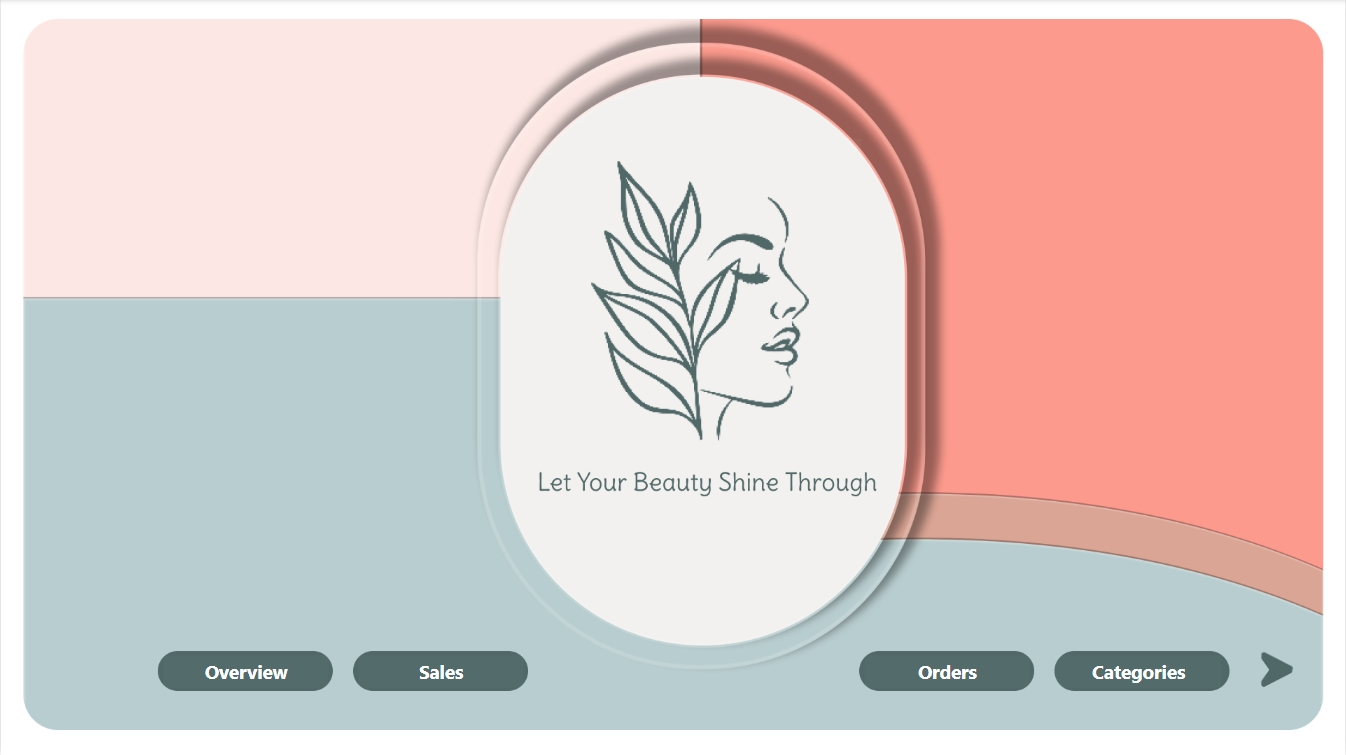 Let Your Beauty Shine Through
Overview
Sales
Orders
Categories